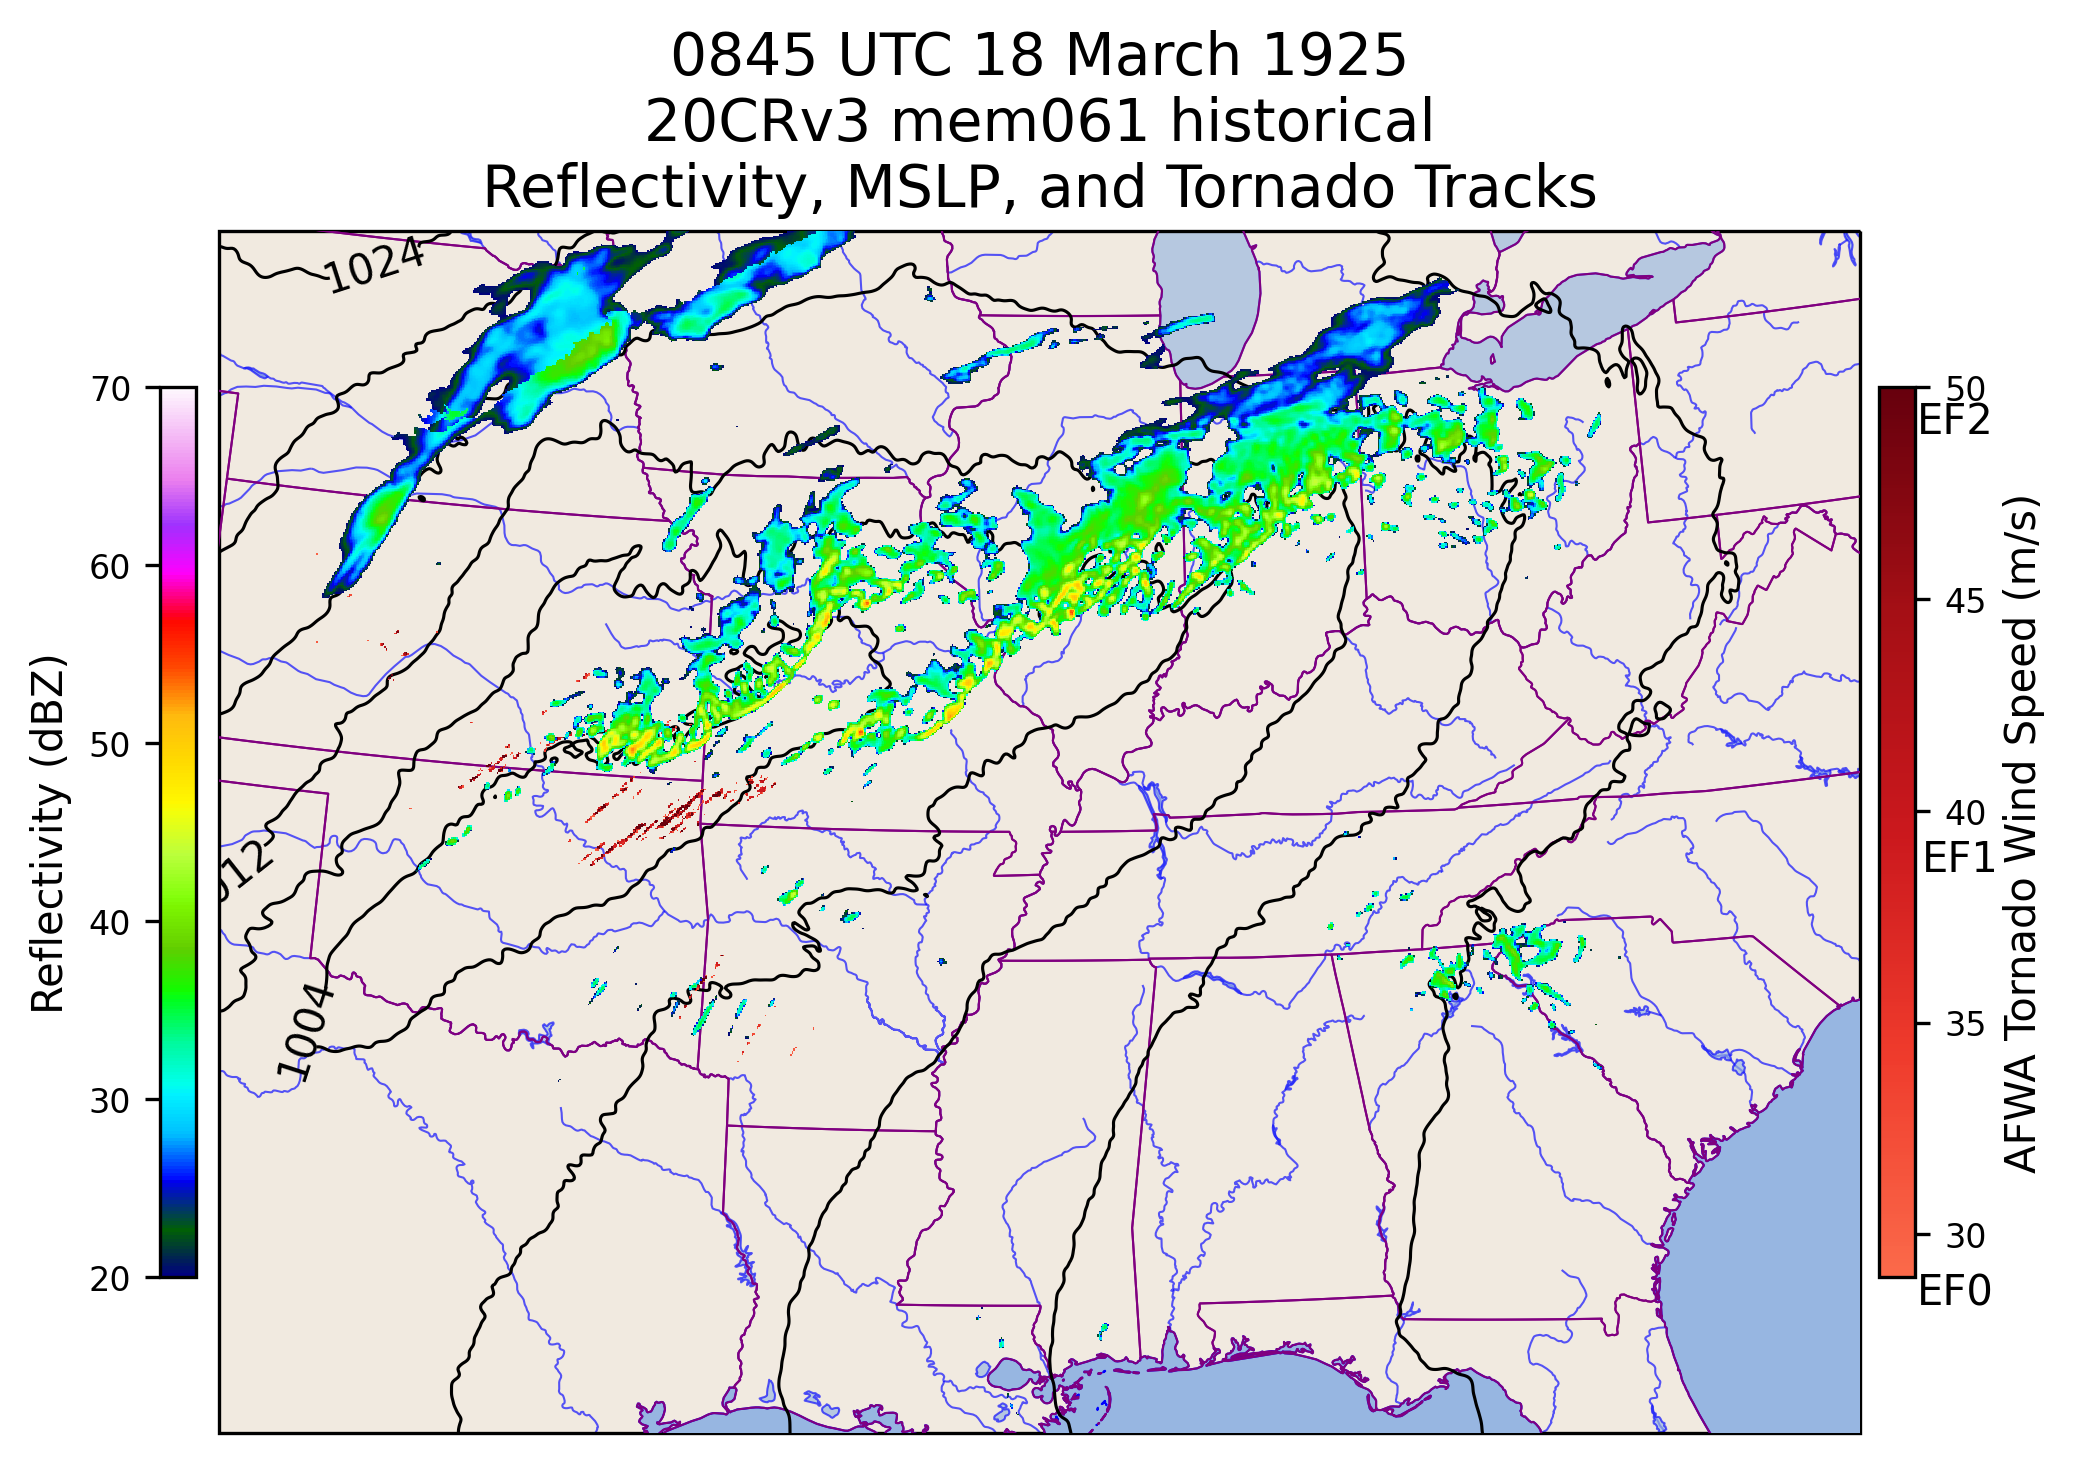 0845 UTC 18 March 1925
20CRv3 mem061 historical
Reflectivity, MSLP, and Tornado Tracks
1024
1004
70
60
50
40
30
20
Reflectivity (dBZ)
50
EF2
45
40
EF1
35
30
EF0
AFWA Tornado Wind Speed (m/s)